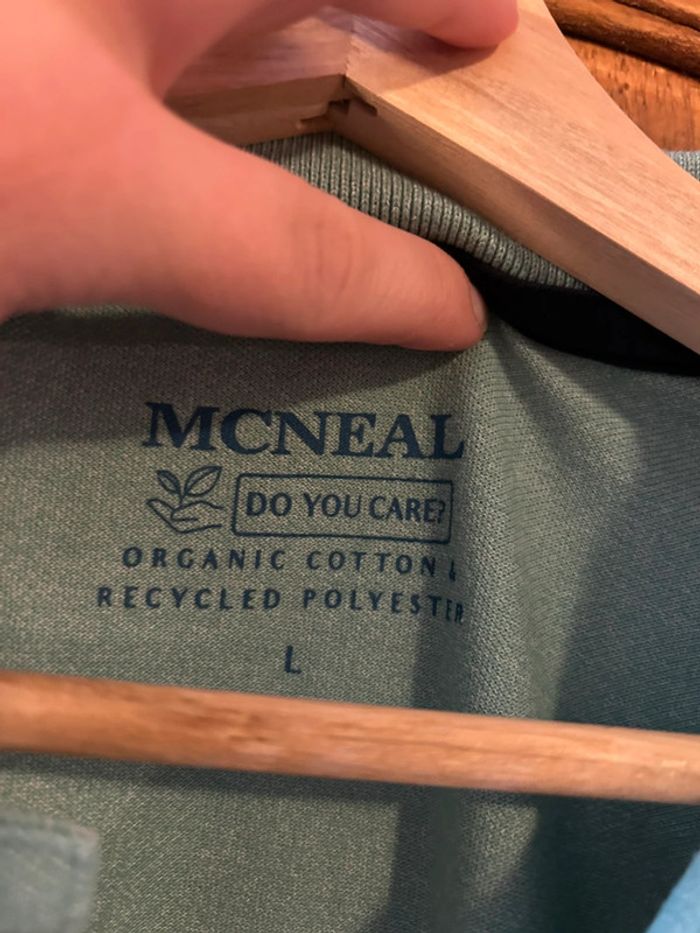 MCNEAL
DO YOU CARE?
ORGANIC COTTON &
RECYCLED POLYESTER
L